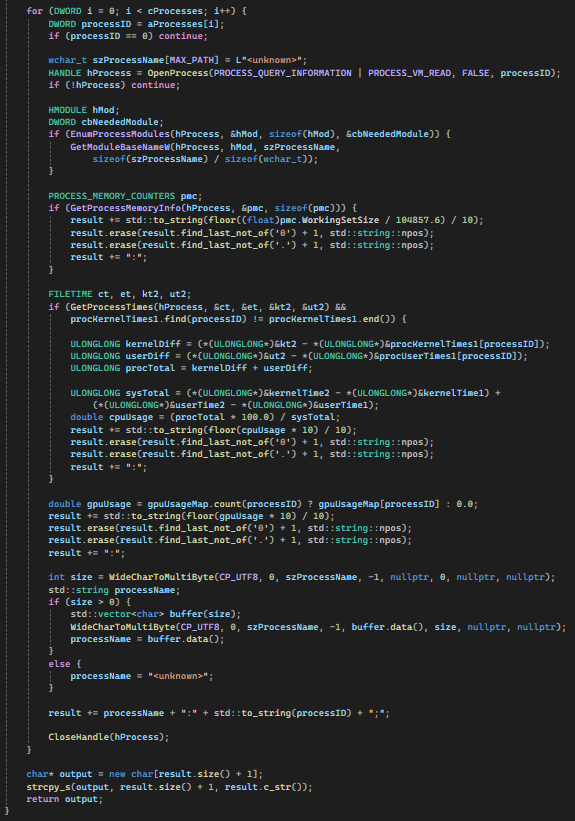 for (DWORD i = 0; i < cProcesses; i++) {
DWORD processID = aProcesses[i];
if (processID == 0) continue;
wchar_t szProcessName[MAX_PATH] = L"<unknown>";
HANDLE hProcess = OpenProcess(PROCESS_QUERY_INFORMATION | PROCESS_VM_READ, FALSE, processID);
if (!hProcess) continue;
HMODULE hMod;
DWORD cbNeededModule;
if (EnumProcessModules(hProcess, &hMod, sizeof(hMod), &cbNeededModule)) {
GetModuleBaseNameW(hProcess, hMod, szProcessName,
sizeof(szProcessName) / sizeof(wchar_t));
}
PROCESS_MEMORY_COUNTERS pmc;
if (GetProcessMemoryInfo(hProcess, &pmc, sizeof(pmc))) {
result += std::to_string(floor((float)pmc.WorkingSetSize / 104857.6) / 10);
result.erase(result.find_last_not_of('0') + 1, std::string::npos);
result.erase(result.find_last_not_of('.') + 1, std::string::npos);
result += ":";
}
FILETIME ct, et, kt2, ut2;
if (GetProcessTimes(hProcess, &ct, &et, &kt2, &ut2) &&
procKernelTimes1.find(processID) != procKernelTimes1.end()) {
ULONGLONG kernelDiff = (*(ULONGLONG*)&kt2 - *(ULONGLONG*)&procKernelTimes1[processID]);
ULONGLONG userDiff = (*(ULONGLONG*)&ut2 - *(ULONGLONG*)&procUserTimes1[processID]);
ULONGLONG procTotal = kernelDiff + userDiff;
ULONGLONG sysTotal = (*(ULONGLONG*)&kernelTime2 - *(ULONGLONG*)&kernelTime1) +
(*(ULONGLONG*)&userTime2 - *(ULONGLONG*)&userTime1);
double cpuUsage = (procTotal * 100.0) / sysTotal;
result += std::to_string(floor(cpuUsage * 10) / 10);
result.erase(result.find_last_not_of('0') + 1, std::string::npos);
result.erase(result.find_last_not_of('.') + 1, std::string::npos);
result += ":";
}
double gpuUsage = gpuUsageMap.count(processID) ? gpuUsageMap[processID] : 0.0;
result += std::to_string(floor(gpuUsage * 10) / 10);
result.erase(result.find_last_not_of('0') + 1, std::string::npos);
result.erase(result.find_last_not_of('.') + 1, std::string::npos);
result += ":";
int size = WideCharToMultiByte(CP_UTF8, 0, szProcessName, -1, nullptr, 0, nullptr, nullptr);
std::string processName;
if (size > 0) {
std::vector<char> buffer(size);
WideCharToMultiByte(CP_UTF8, 0, szProcessName, -1, buffer.data(), size, nullptr, nullptr);
processName = buffer.data();
}
else {
processName = "<unknown>";
}
result += processName + ":" + std::to_string(processID) + ";";
CloseHandle(hProcess);
}
char* output = new char[result.size() + 1];
strcpy_s(output, result.size() + 1, result.c_str());
return output;
}